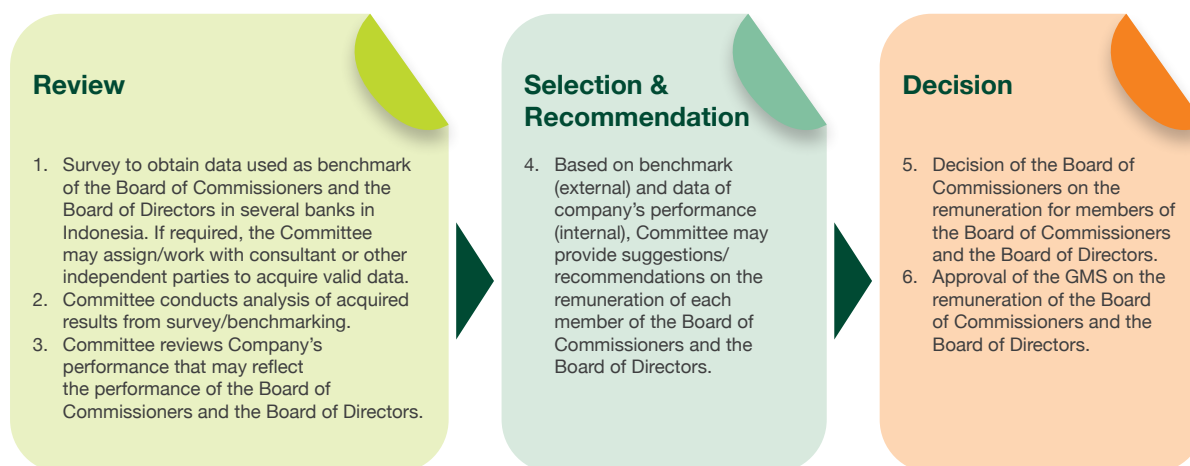 Review
1. Survey to obtain data used as benchmark
of the Board of Commissioners and the
Board of Directors in several banks in
Indonesia. If required, the Committee
may assign/work with consultant or other
independent parties to acquire valid data.
2. Committee conducts analysis of acquired
results from survey/benchmarking.
3. Committee reviews Company's
performance that may reflect
the performance of the Board of
Commissioners and the Board of Directors.
Selection &
Recommendation
4. Based on benchmark
(external) and data of
company's performance
(internal), Committee may
provide suggestions/
recommendations on the
remuneration of each
member of the Board of
Commissioners and the
Board of Directors.
Decision
5. Decision of the Board of
Commissioners on the
remuneration for members of
the Board of Commissioners
and the Board of Directors.
6. Approval of the GMS on the
remuneration of the Board
of Commissioners and the
Board of Directors.